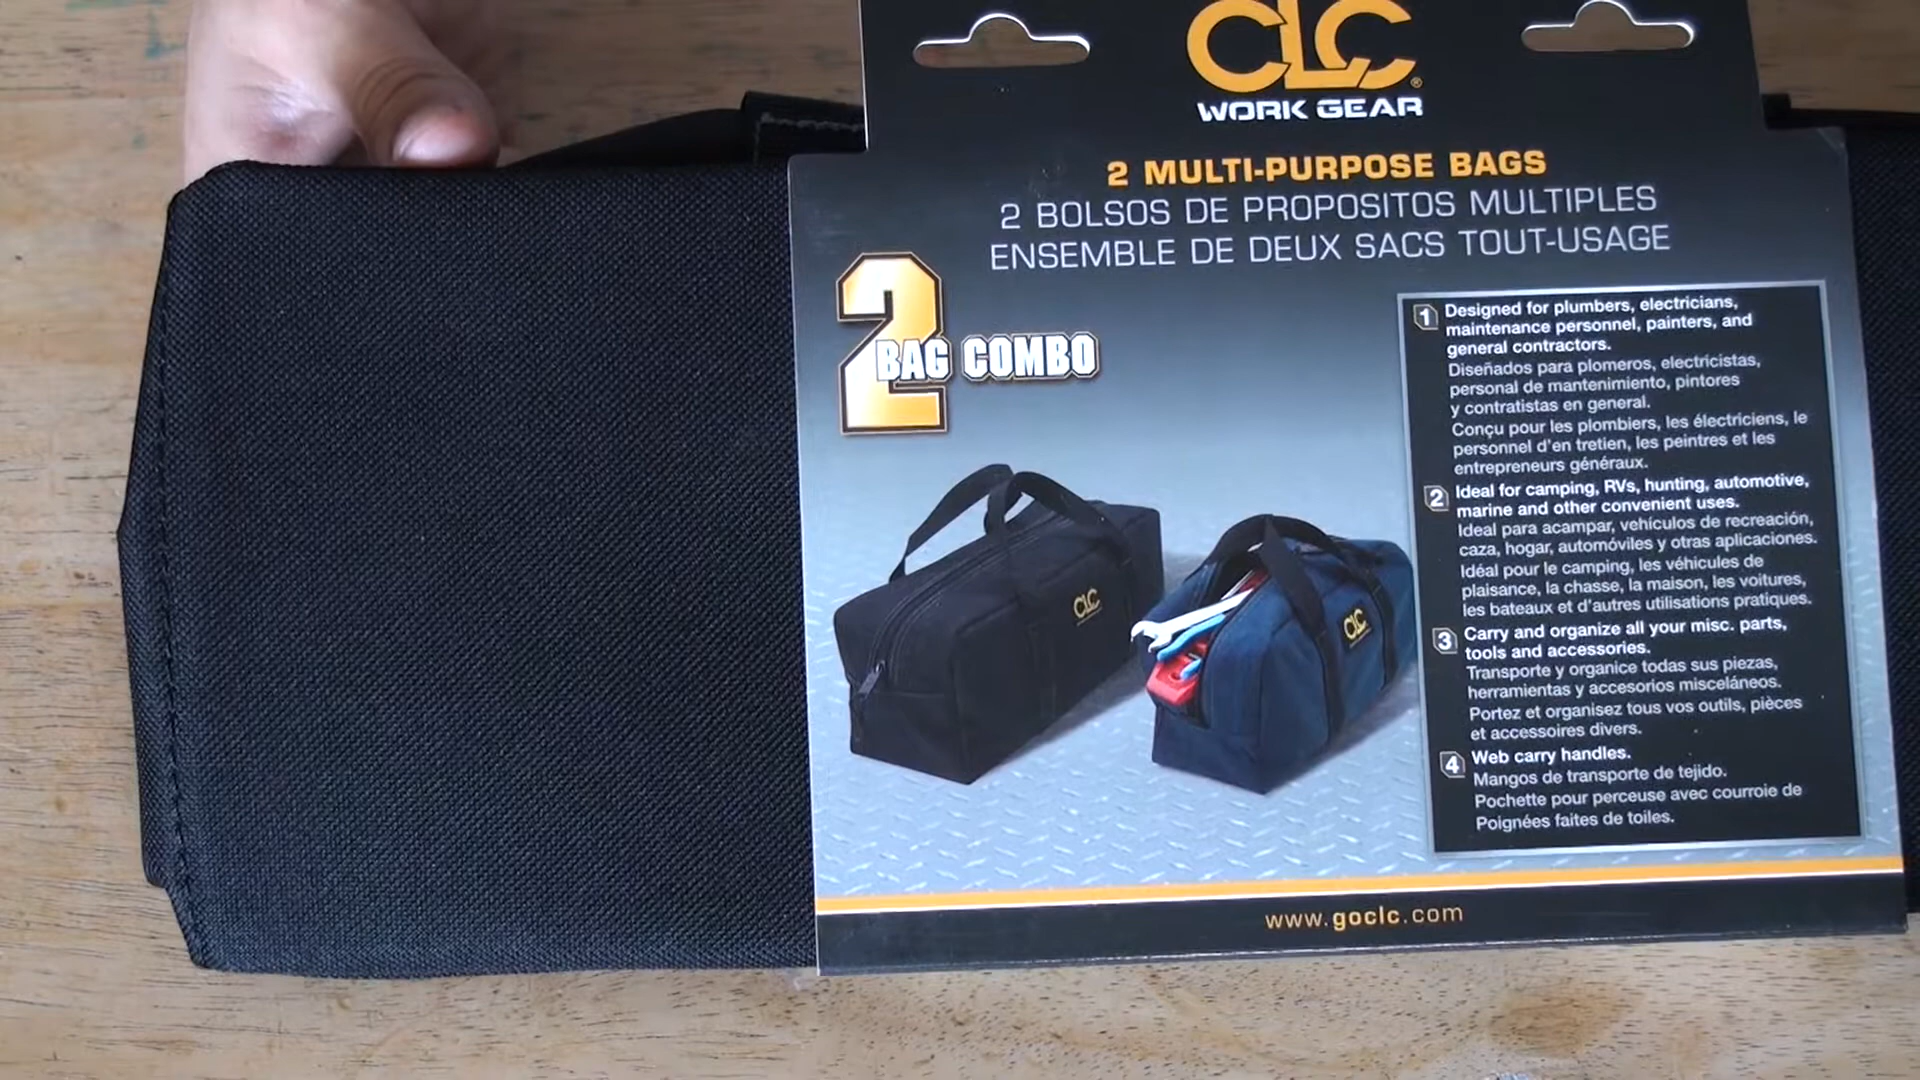 CLC
WORK GEAR
2 MULTI-PURPOSE BAGS
2 BOLSOS DE PROPOSITOS MULTIPLES
ENSEMBLE DE DEUX SACS TOUT-USAGE
2
BAG COMBO
CLC
CLC
1 Designed for plumbers, electricians,
maintenance personnel, painters, and
general contractors.
Diseñados para plomeros, electricistas,
personal de mantenimiento, pintores
y contratistas en general.
Conçu pour les plombiers, les électriciens, le
personnel d'en tretien, les peintres et les
entrepreneurs généraux.
2 Ideal for camping, RVs, hunting, automotive,
marine and other convenient uses.
Ideal para acampar, vehículos de recreación,
caza, hogar, automóviles y otras aplicaciones.
Idéal pour le camping, les véhicules de
plaisance, la chasse, la maison, les voitures,
les bateaux et d'autres utilisations pratiques.
3 Carry and organize all your misc. parts,
tools and accessories.
Transporte y organice todas sus piezas,
herramientas y accesorios misceláneos.
Portez et organisez tous vos outils, pièces
et accessoires divers.
4 Web carry handles.
Mangos de transporte de tejido.
Pochette pour perceuse avec courroie de
Poignées faites de toiles.
www.goclc.com